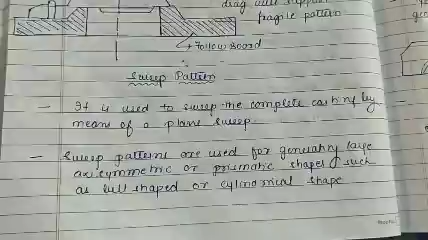 diag
fragile pattern
Follow Board
Sweep Pattern
— It is used to sweep the complete casting by
means of a plane sweep.
— Sweep patterns are used for generating large
axisymmetric or prismatic shapes such
as bell shaped or cylindrical shape